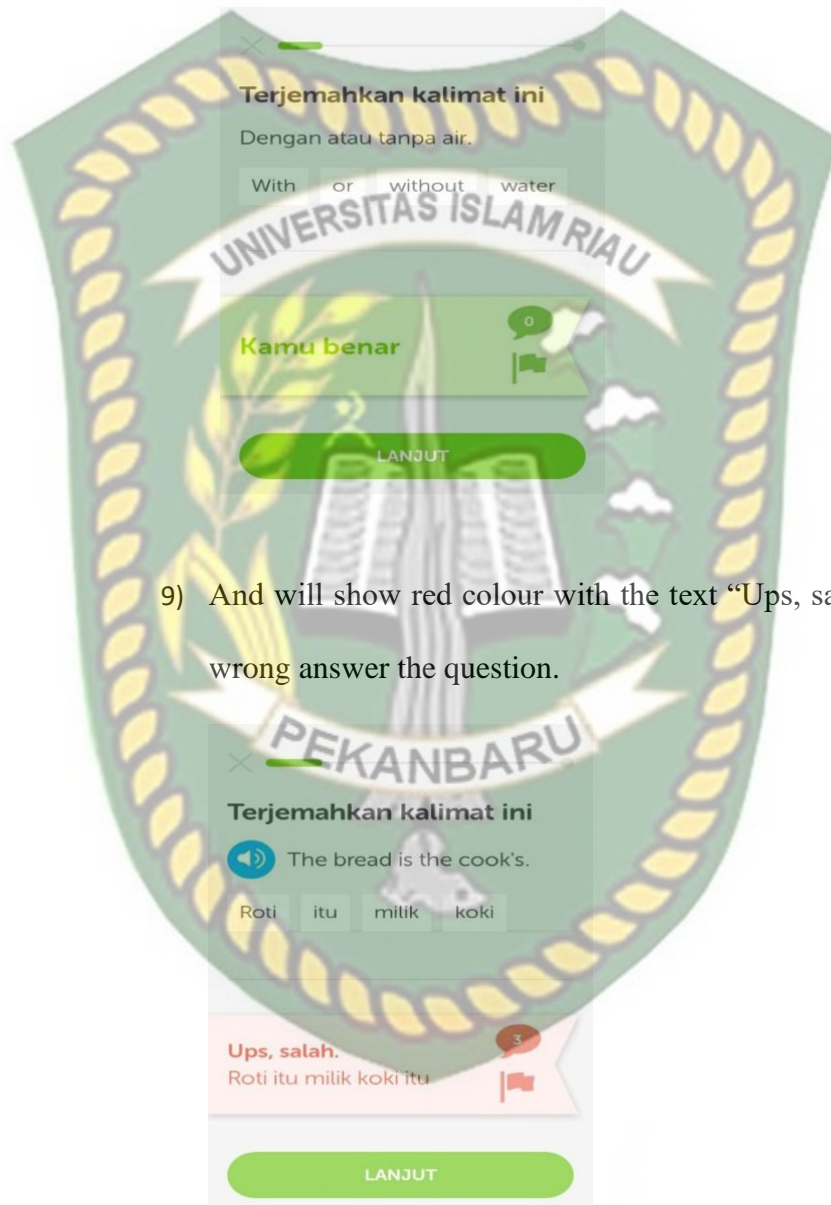 Terjemahkan kalimat ini
Dengan atau tanpa air.
With or without water
UNIVERSITAS ISLAM RIAU
0
Kamu benar
LANJUT
9) And will show red colour with the text “Ups, sa
wrong answer the question.
PEKANBARU
Terjemahkan kalimat ini
The bread is the cook's.
Roti itu milik koki
Ups, salah.
3
Roti itu milik koki itu
LANJUT